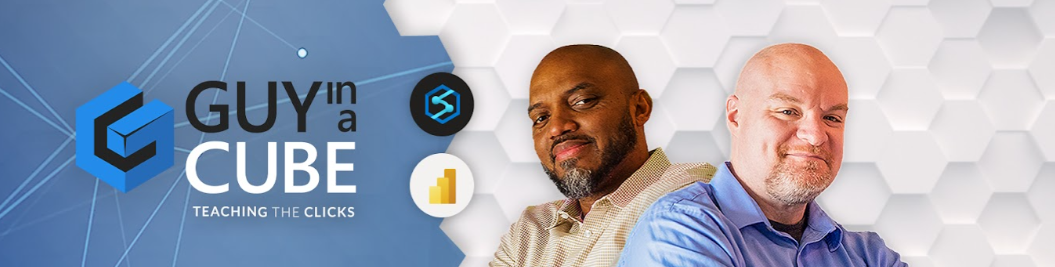 GUY in a
CUBE
TEACHING THE CLICKS